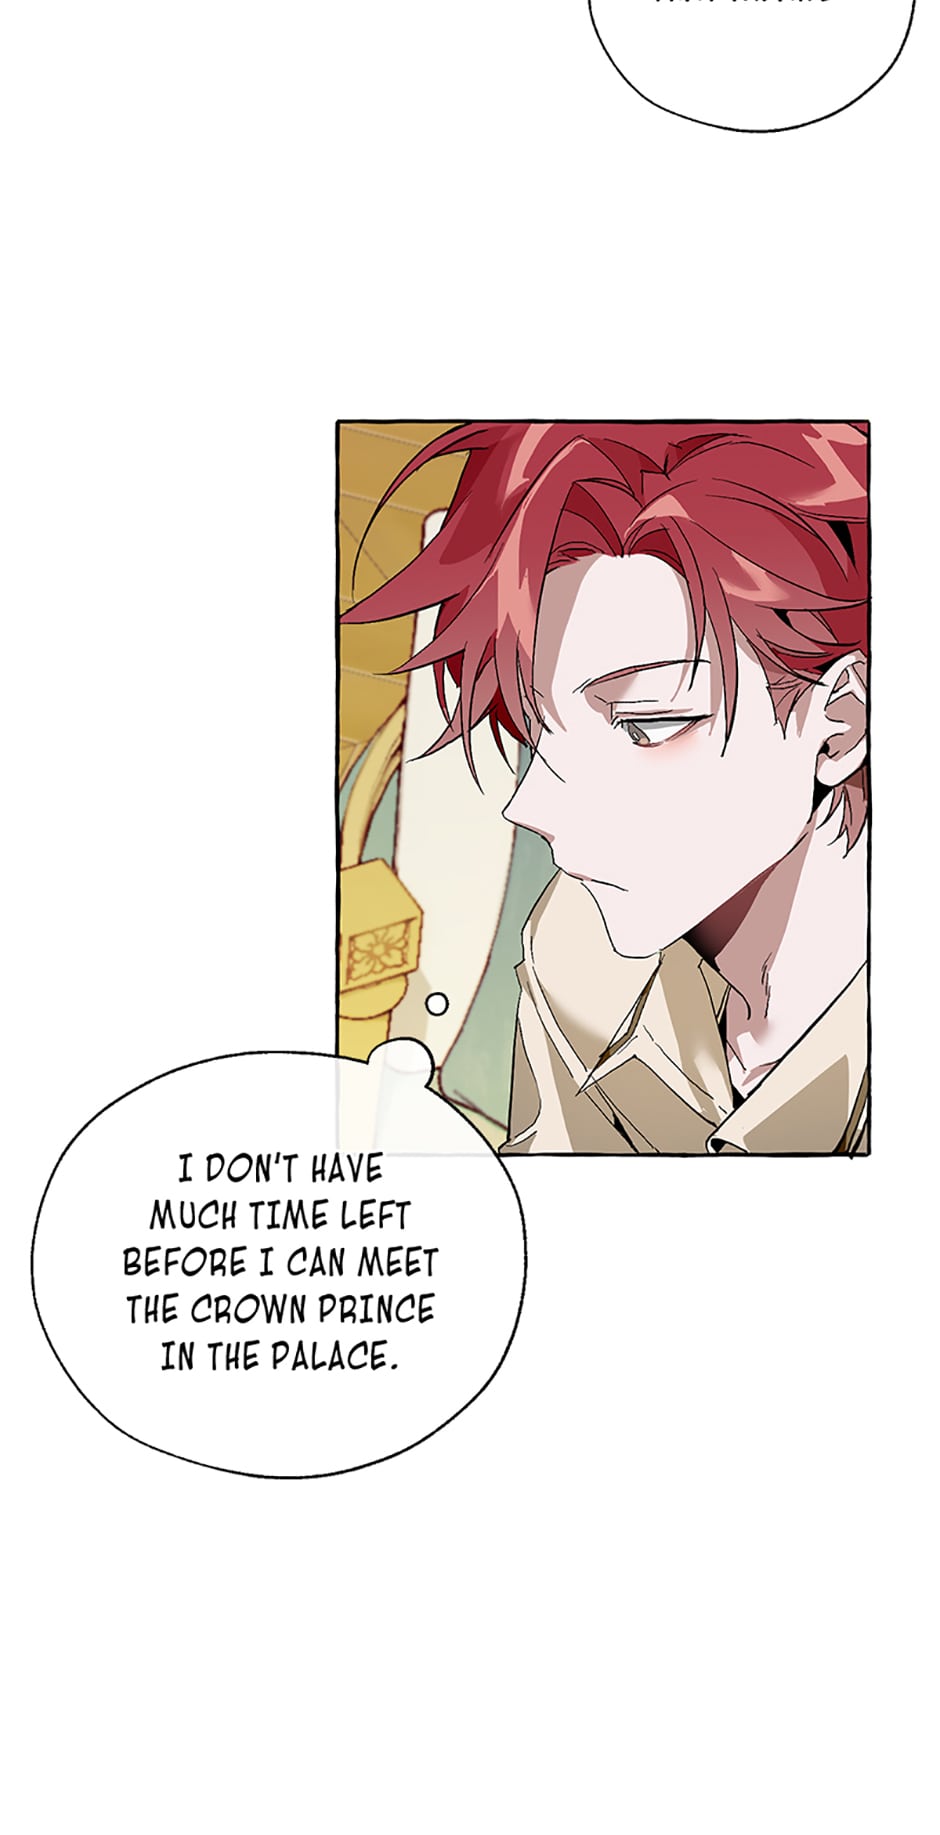 I DON'T HAVE
MUCH TIME LEFT
BEFORE I CAN MEET
THE CROWN PRINCE
IN THE PALACE.